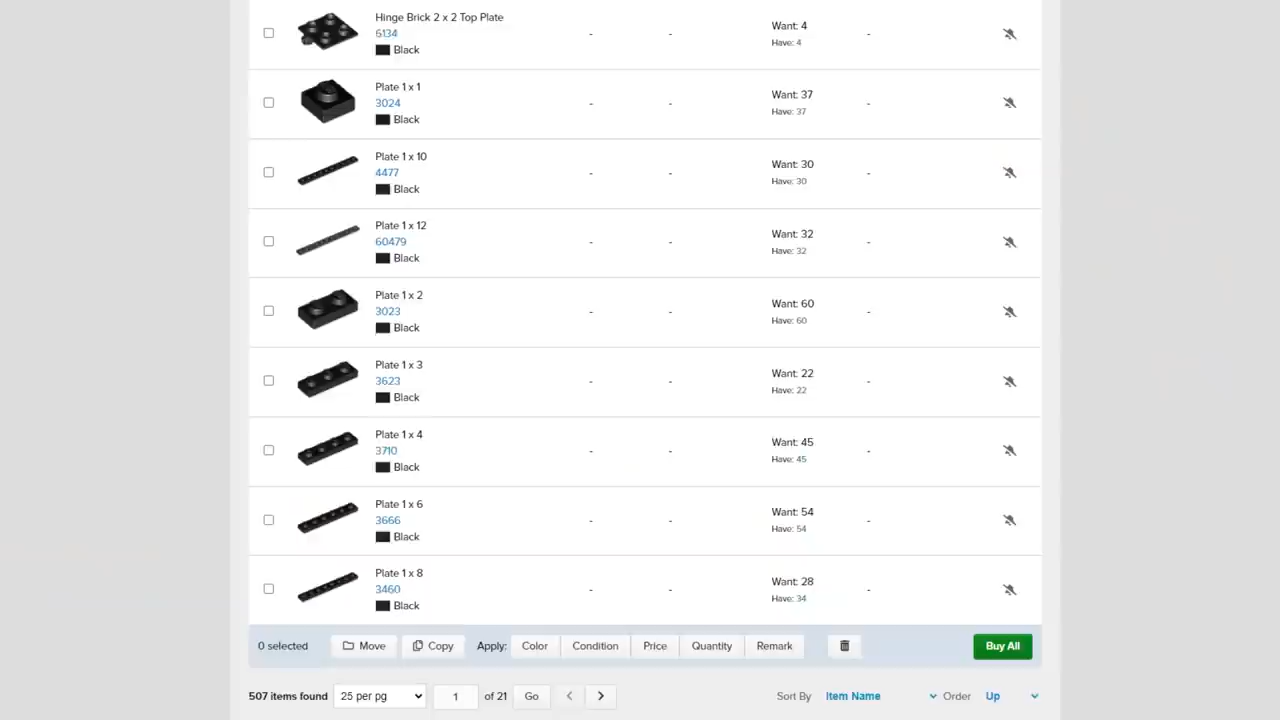 Hinge Brick 2 x 2 Top Plate
6134
Black
-
-
Want: 4
Have: 4
-
Plate 1 x 1
3024
Black
-
-
Want: 37
Have: 37
-
Plate 1 x 10
4477
Black
-
-
Want: 30
Have: 30
-
Plate 1 x 12
60479
Black
-
-
Want: 32
Have: 32
-
Plate 1 x 2
3023
Black
-
-
Want: 60
Have: 60
-
Plate 1 x 3
3623
Black
-
-
Want: 22
Have: 22
-
Plate 1 x 4
3710
Black
-
-
Want: 45
Have: 45
-
Plate 1 x 6
3666
Black
-
-
Want: 54
Have: 54
-
Plate 1 x 8
3460
Black
-
-
Want: 28
Have: 34
-
0 selected Move Copy Apply: Color Condition Price Quantity Remark Buy All
507 items found 25 per pg 1 of 21 Go Sort By Item Name Order Up